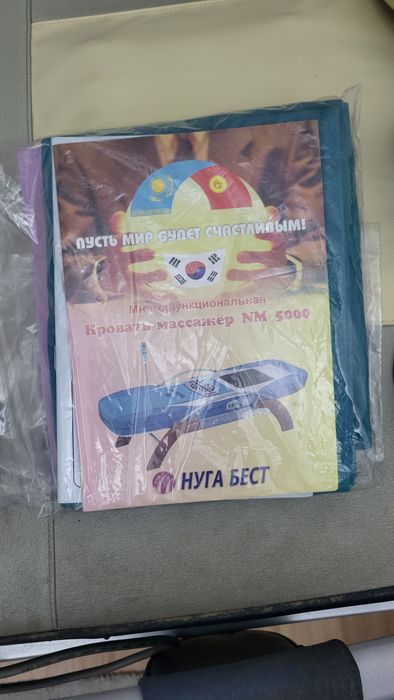 ПУСТЬ МИР БУДЕТ СЧАСТЛИВЫМ!
Многофункциональная
Кровать-массажёр NM 5000
НУГА БЕСТ